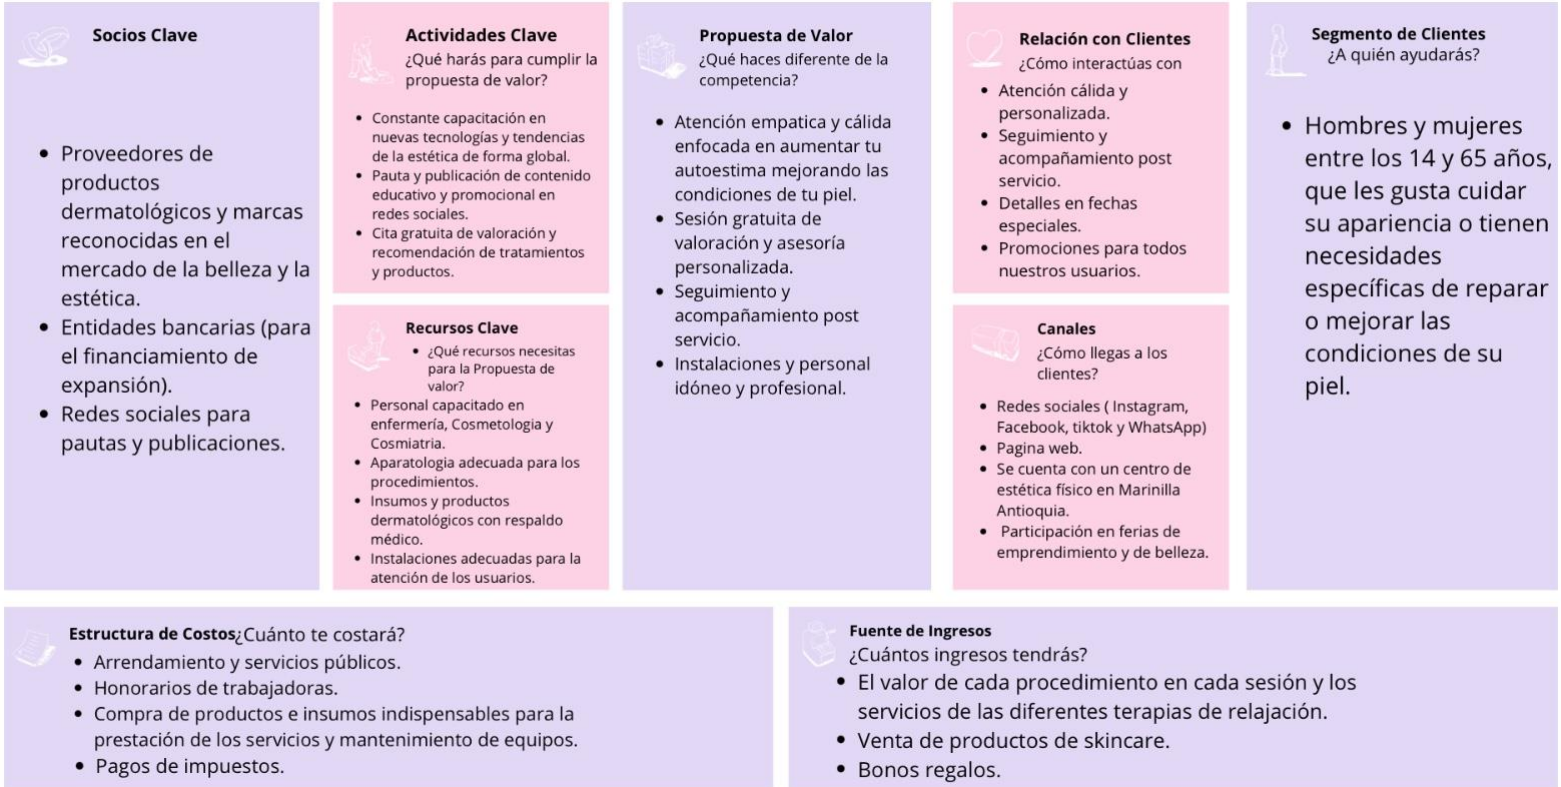 Socios Clave
• Proveedores de
productos
dermatológicos y marcas
reconocidas en el
mercado de la belleza y la
estética.
• Entidades bancarias (para
el financiamiento de
expansión).
• Redes sociales para
pautas y publicaciones.
Actividades Clave
¿Qué harás para cumplir la
propuesta de valor?
• Constante capacitación en
nuevas tecnologías y tendencias
de la estética de forma global.
• Pauta y publicación de contenido
educativo y promocional en
redes sociales.
• Cita gratuita de valoración y
recomendación de tratamientos
y productos.
Recursos Clave
• ¿Qué recursos necesitas
para la Propuesta de
valor?
• Personal capacitado en
enfermería, Cosmetologia y
Cosmiatria.
• Aparatologia adecuada para los
procedimientos.
• Insumos y productos
dermatológicos con respaldo
médico.
• Instalaciones adecuadas para la
atención de los usuarios.
Propuesta de Valor
¿Qué haces diferente de la
competencia?
• Atención empatica y cálida
enfocada en aumentar tu
autoestima mejorando las
condiciones de tu piel.
• Sesión gratuita de
valoración y asesoría
personalizada.
• Seguimiento y
acompañamiento post
servicio.
• Instalaciones y personal
idóneo y profesional.
Relación con Clientes
¿Cómo interactúas con
• Atención cálida y
personalizada.
• Seguimiento y
acompañamiento post
servicio.
• Detalles en fechas
especiales.
• Promociones para todos
nuestros usuarios.
Canales
¿Cómo llegas a los
clientes?
• Redes sociales ( Instagram,
Facebook, tiktok y WhatsApp)
• Pagina web.
• Se cuenta con un centro de
estética físico en Marinilla
Antioquia.
• Participación en ferias de
emprendimiento y de belleza.
Segmento de Clientes
¿A quién ayudarás?
• Hombres y mujeres
entre los 14 y 65 años,
que les gusta cuidar
su apariencia o tienen
necesidades
específicas de reparar
o mejorar las
condiciones de su
piel.
Estructura de Costos¿Cuánto te costará?
• Arrendamiento y servicios públicos.
• Honorarios de trabajadoras.
• Compra de productos e insumos indispensables para la
prestación de los servicios y mantenimiento de equipos.
• Pagos de impuestos.
Fuente de Ingresos
¿Cuántos ingresos tendrás?
• El valor de cada procedimiento en cada sesión y los
servicios de las diferentes terapias de relajación.
• Venta de productos de skincare.
• Bonos regalos.